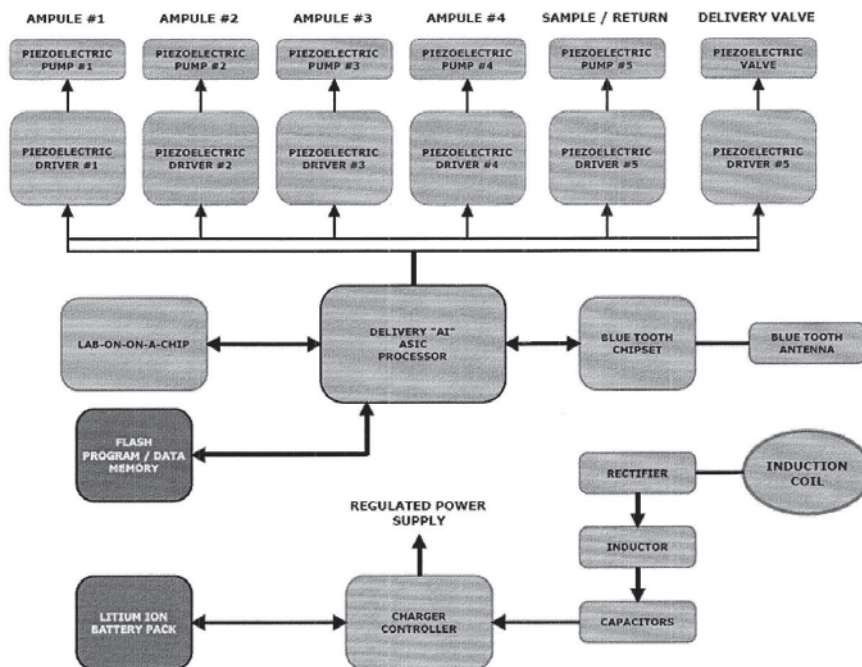 AMPULE #1
AMPULE #2
AMPULE #3
AMPULE #4
SAMPLE / RETURN
DELIVERY VALVE
PIEZOELECTRIC
PUMP #1
PIEZOELECTRIC
PUMP #2
PIEZOELECTRIC
PUMP #3
PIEZOELECTRIC
PUMP #4
PIEZOELECTRIC
PUMP #5
PIEZOELECTRIC
VALVE
PIEZOELECTRIC
DRIVER #1
PIEZOELECTRIC
DRIVER #2
PIEZOELECTRIC
DRIVER #3
PIEZOELECTRIC
DRIVER #4
PIEZOELECTRIC
DRIVER #5
PIEZOELECTRIC
DRIVER #5
LAB-ON-ON-A-CHIP
DELIVERY "AI"
ASIC
PROCESSOR
BLUE TOOTH
CHIPSET
BLUE TOOTH
ANTENNA
FLASH
PROGRAM / DATA
MEMORY
RECTIFIER
INDUCTION
COIL
REGULATED POWER
SUPPLY
INDUCTOR
LITIUM ION
BATTERY PACK
CHARGER
CONTROLLER
CAPACITORS